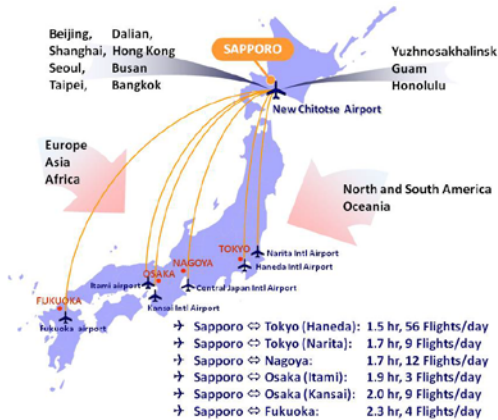 Beijing, Dalian,
Shanghai, Hong Kong
Seoul, Busan
Taipei, Bangkok
SAPPORO
Yuzhnosakhalinsk
Guam
Honolulu
New Chitotse Airport
Europe
Asia
Africa
North and South America
Oceania
TOKYO
Narita Intl Airport
Haneda Intl Airport
NAGOYA
OSAKA
Itami airport
Central Japan Intl Airport
Kansai Intl Airport
FUKUOKA
Fukuoka airport
Sapporo ⇔ Tokyo (Haneda): 1.5 hr, 56 Flights/day
Sapporo ⇔ Tokyo (Narita): 1.7 hr, 9 Flights/day
Sapporo ⇔ Nagoya: 1.7 hr, 12 Flights/day
Sapporo ⇔ Osaka (Itami): 1.9 hr, 3 Flights/day
Sapporo ⇔ Osaka (Kansai): 2.0 hr, 9 Flights/day
Sapporo ⇔ Fukuoka: 2.3 hr, 4 Flights/day